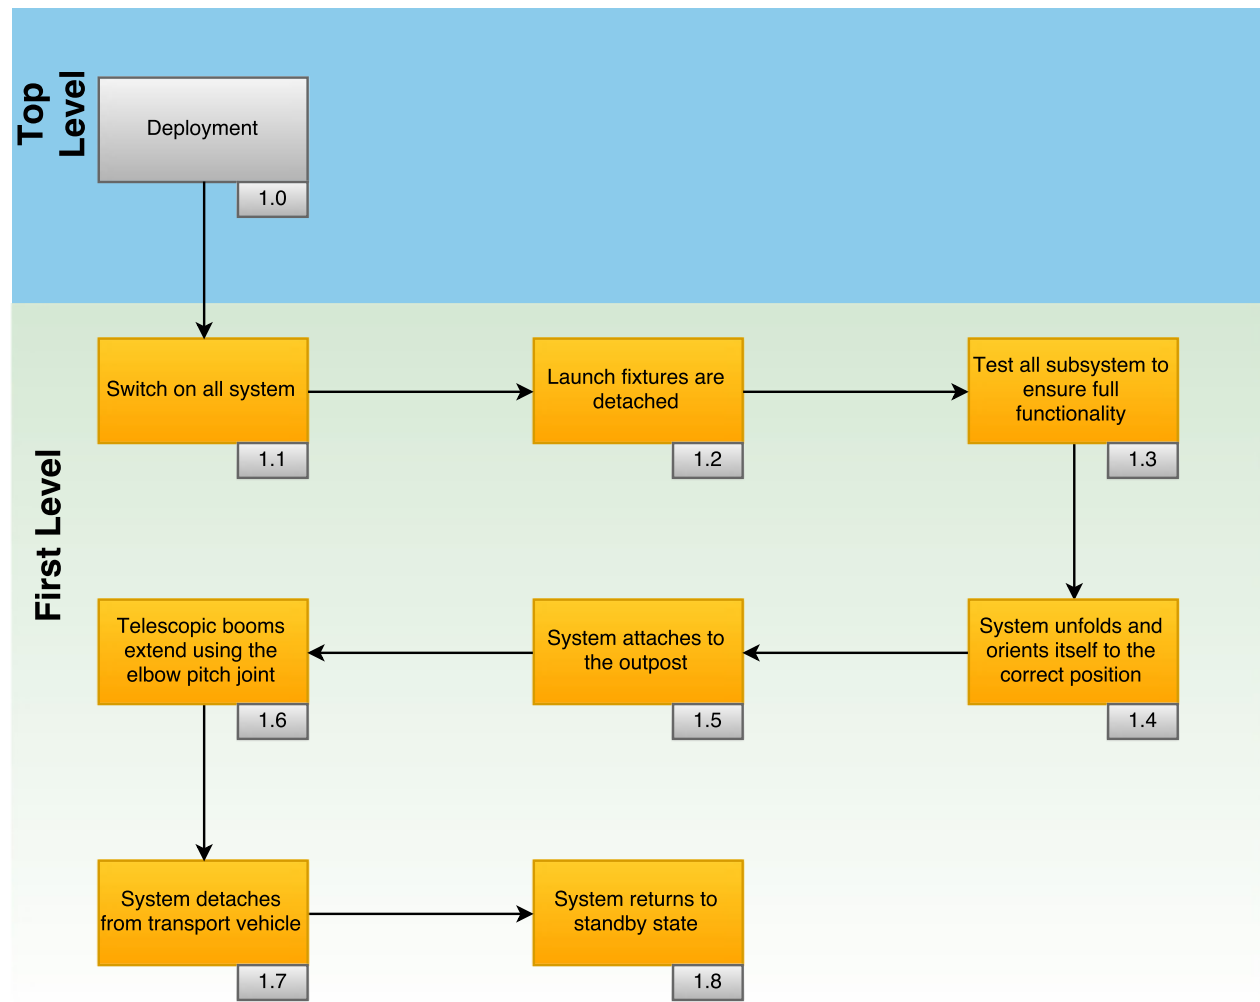 Top
Level
Deployment
1.0
First Level
Switch on all system
1.1
Launch fixtures are
detached
1.2
Test all subsystem to
ensure full
functionality
1.3
System unfolds and
orients itself to the
correct position
1.4
System attaches to
the outpost
1.5
Telescopic booms
extend using the
elbow pitch joint
1.6
System detaches
from transport vehicle
1.7
System returns to
standby state
1.8